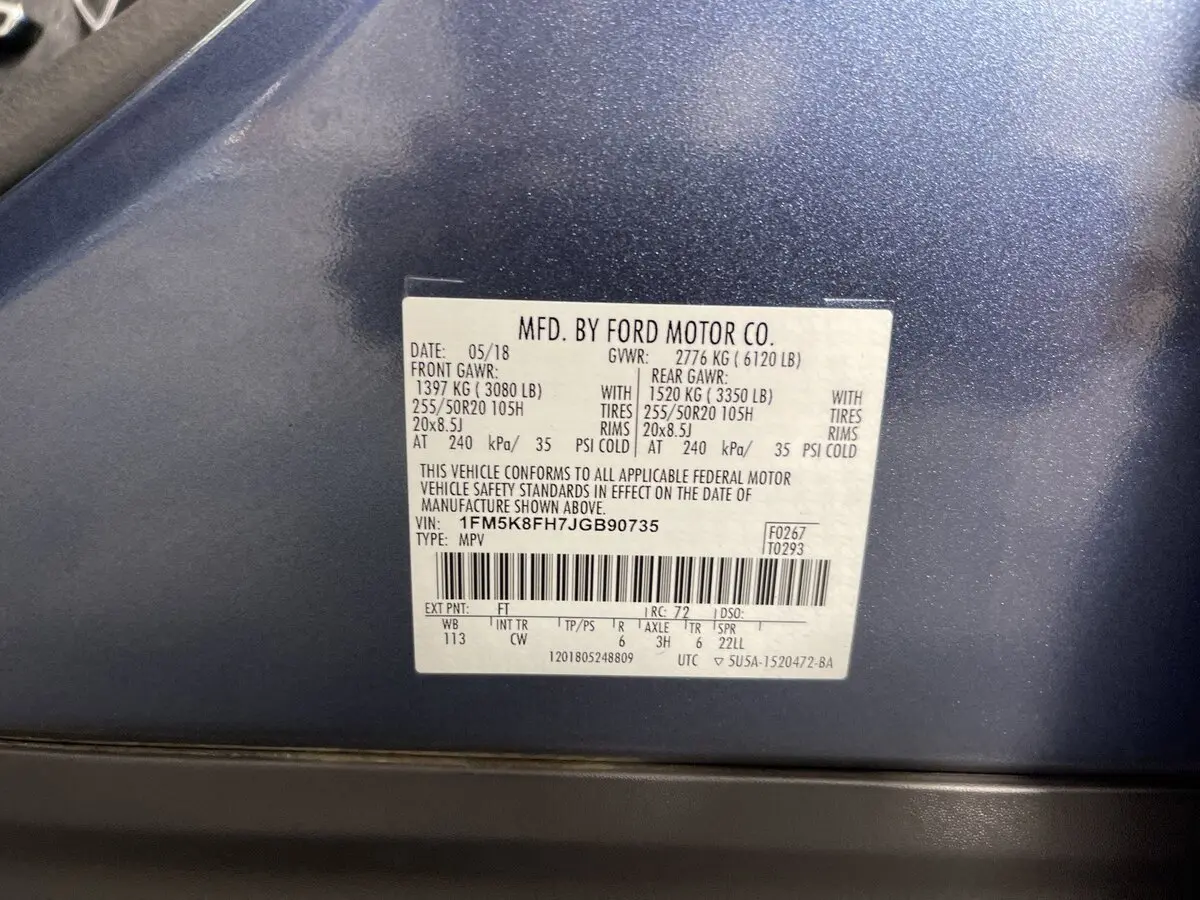 MFD. BY FORD MOTOR CO.
DATE: 05/18 GVWR: 2776 KG ( 6120 LB)
FRONT GAWR: REAR GAWR:
1397 KG ( 3080 LB) WITH 1520 KG ( 3350 LB) WITH
255/50R20 105H TIRES 255/50R20 105H TIRES
20x8.5J RIMS 20x8.5J RIMS
AT 240 kPa/ 35 PSI COLD AT 240 kPa/ 35 PSI COLD
THIS VEHICLE CONFORMS TO ALL APPLICABLE FEDERAL MOTOR
VEHICLE SAFETY STANDARDS IN EFFECT ON THE DATE OF
MANUFACTURE SHOWN ABOVE.
VIN: 1FM5K8FH7JGB90735 F0267
TYPE: MPV T0293
EXT PNT: FT RC: 72 DSO:
WB INT TR TP/PS R AXLE TR SPR
113 CW 6 3H 6 22LL
1201805248809 UTC ▽ 5U5A-1520472-BA